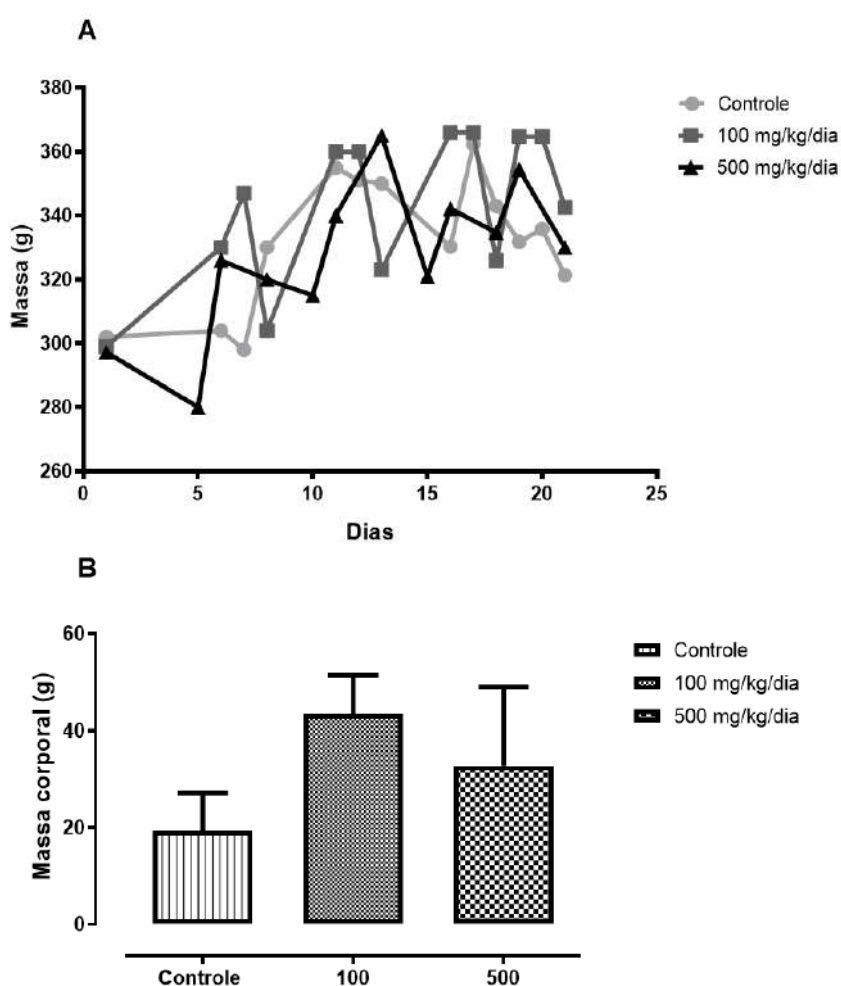 A
380
360
340
320
300
280
260
Massa (g)
0 5 10 15 20 25
Dias
Controle
100 mg/kg/dia
500 mg/kg/dia
B
60
40
20
0
Massa corporal (g)
Controle 100 500
Controle
100 mg/kg/dia
500 mg/kg/dia